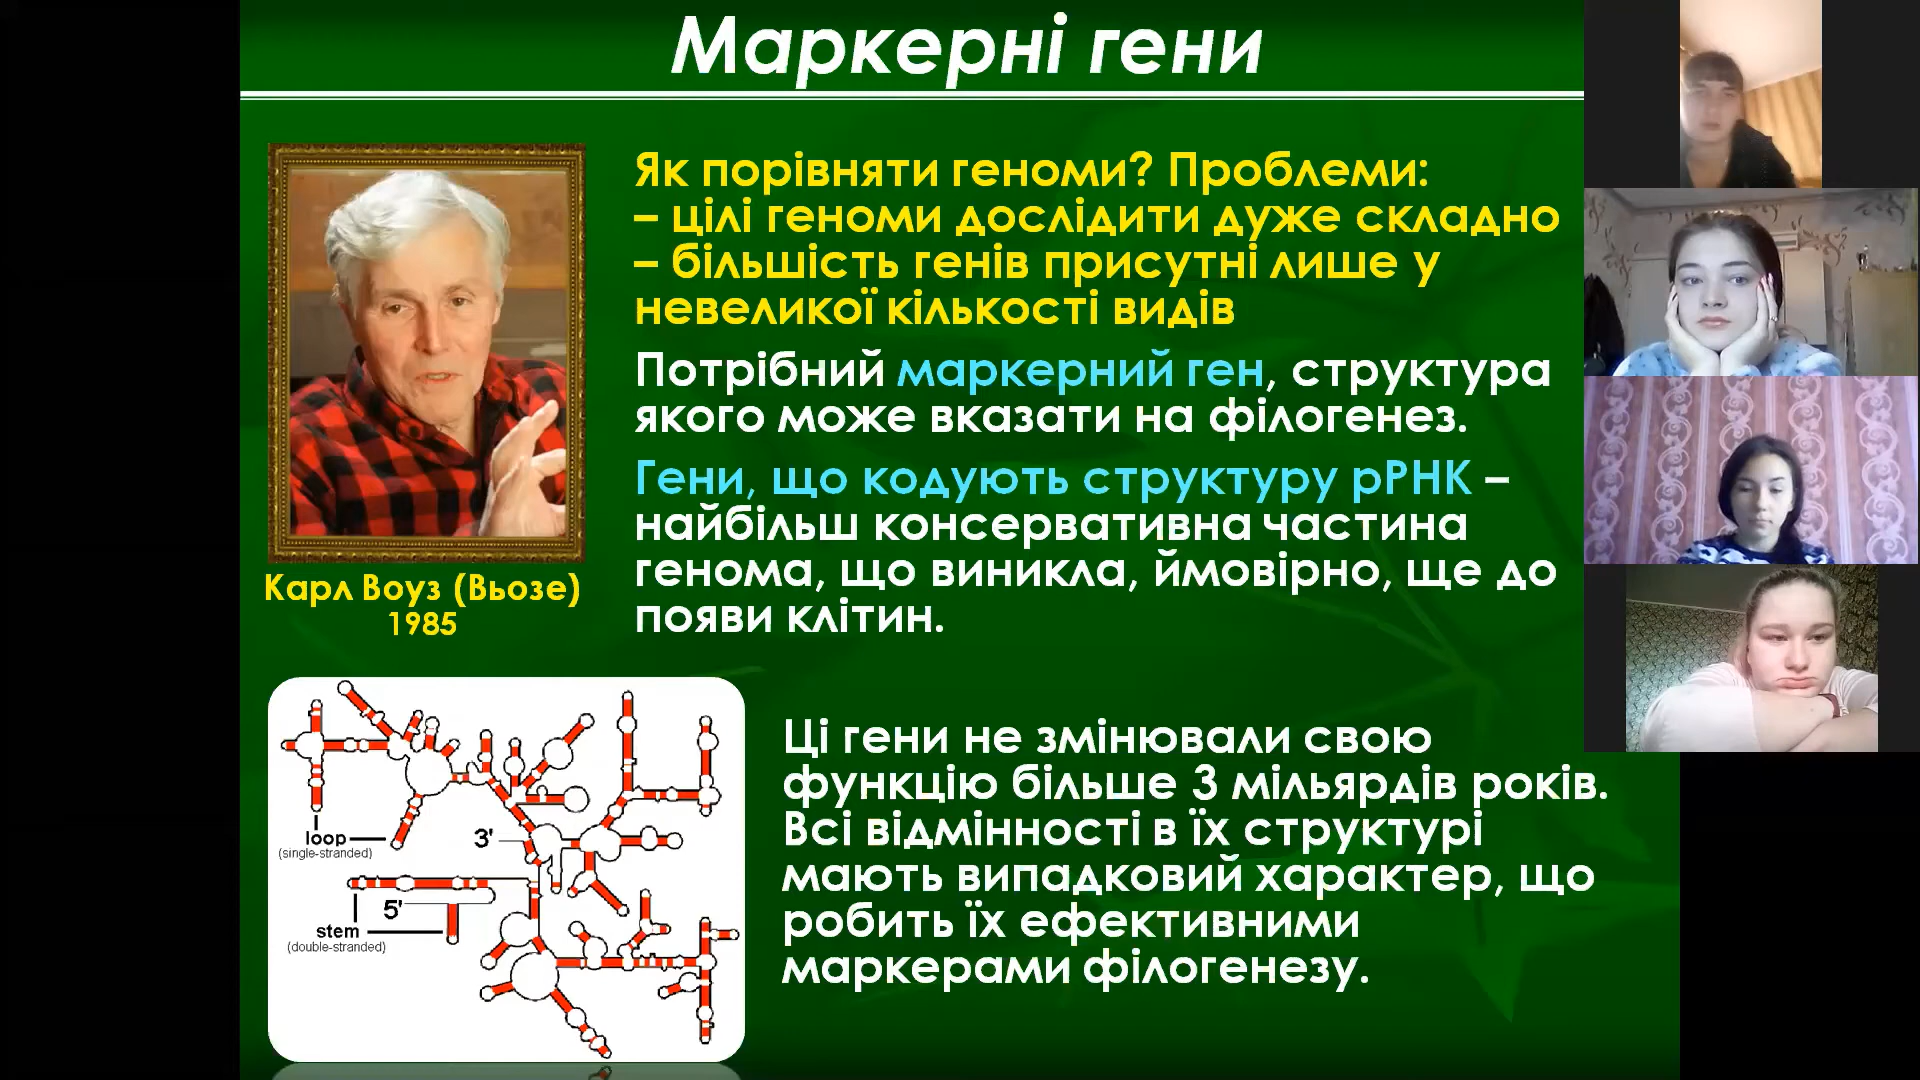 Маркерні гени
Як порівняти геноми? Проблеми:
– цілі геноми дослідити дуже складно
– більшість генів присутні лише у
невеликої кількості видів
Потрібний маркерний ген, структура
якого може вказати на філогенез.
Гени, що кодують структуру рРНК –
найбільш консервативна частина
генома, що виникла, ймовірно, ще до
появи клітин.
Карл Воуз (Вьозе)
1985
loop
(single-stranded)
3'
5'
stem
(double-stranded)
Ці гени не змінювали свою
функцію більше 3 мільярдів років.
Всі відмінності в їх структурі
мають випадковий характер, що
робить їх ефективними
маркерами філогенезу.